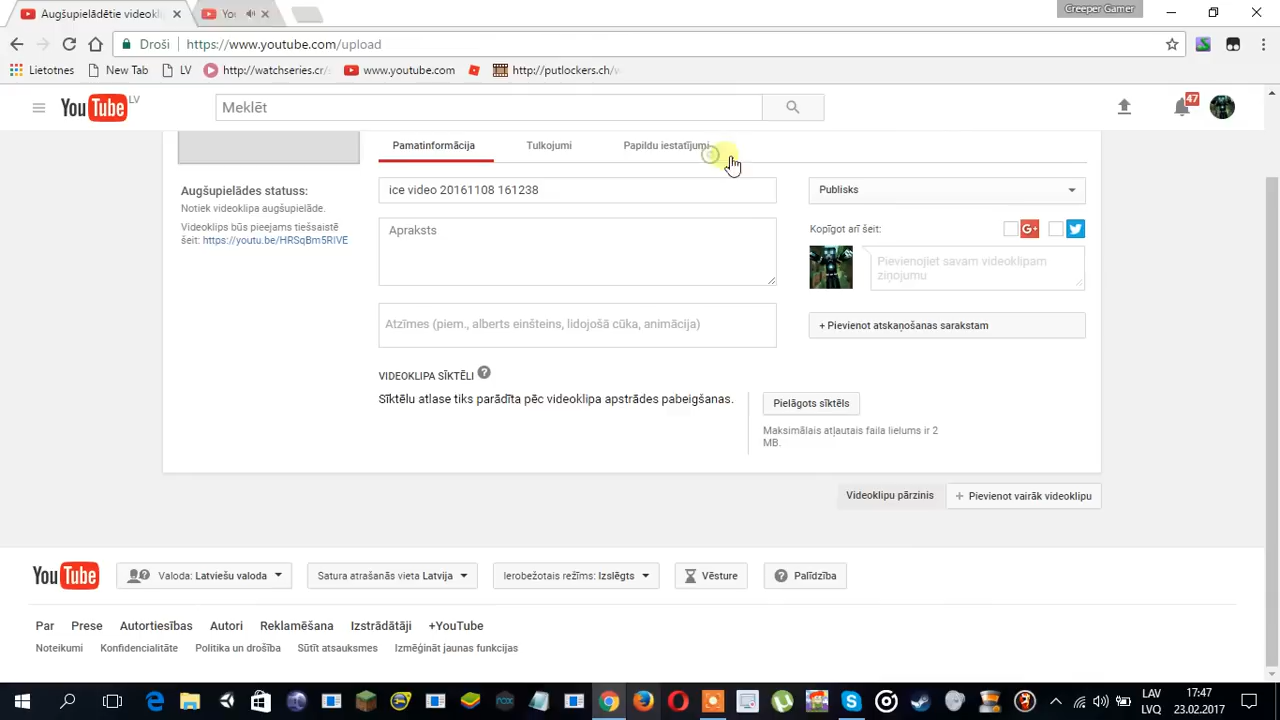 Augšupielādētie videokli
You
Creeper Gamer
Droši
https://www.youtube.com/upload
Lietotnes
New Tab
LV
http://watchseries.cr/s
www.youtube.com
http://putlockers.ch/w
YouTube LV
Meklēt
47
Pamatinformācija
Tulkojumi
Papildu iestatījumi
Augšupielādes statuss:
Notiek videoklipa augšupielāde.
Videoklips būs pieejams tiešsaistē
šeit: https://youtu.be/HRSqBm5RIVE
ice video 20161108 161238
Apraksts
Atzīmes (piem., alberts einšteins, lidojošā cūka, animācija)
Publisks
Kopīgot arī šeit:
G+
Pievienojiet savam videoklipam
ziņojumu
+ Pievienot atskaņošanas sarakstam
VIDEOKLIPA SĪKTĒLI ?
Sīktēlu atlase tiks parādīta pēc videoklipa apstrādes pabeigšanas.
Pielāgots sīktēls
Maksimālais atļautais faila lielums ir 2
MB.
Videoklipu pārzinis
+ Pievienot vairāk videoklipu
YouTube
Valoda: Latviešu valoda
Satura atrašanās vieta Latvija
Ierobežotais režīms: Izslēgts
Vēsture
Palīdzība
Par
Prese
Autortiesības
Autori
Reklamēšana
Izstrādātāji
+YouTube
Noteikumi
Konfidencialitāte
Politika un drošība
Sūtīt atsauksmes
Izmēģināt jaunas funkcijas
LAV
LVQ
17:47
23.02.2017